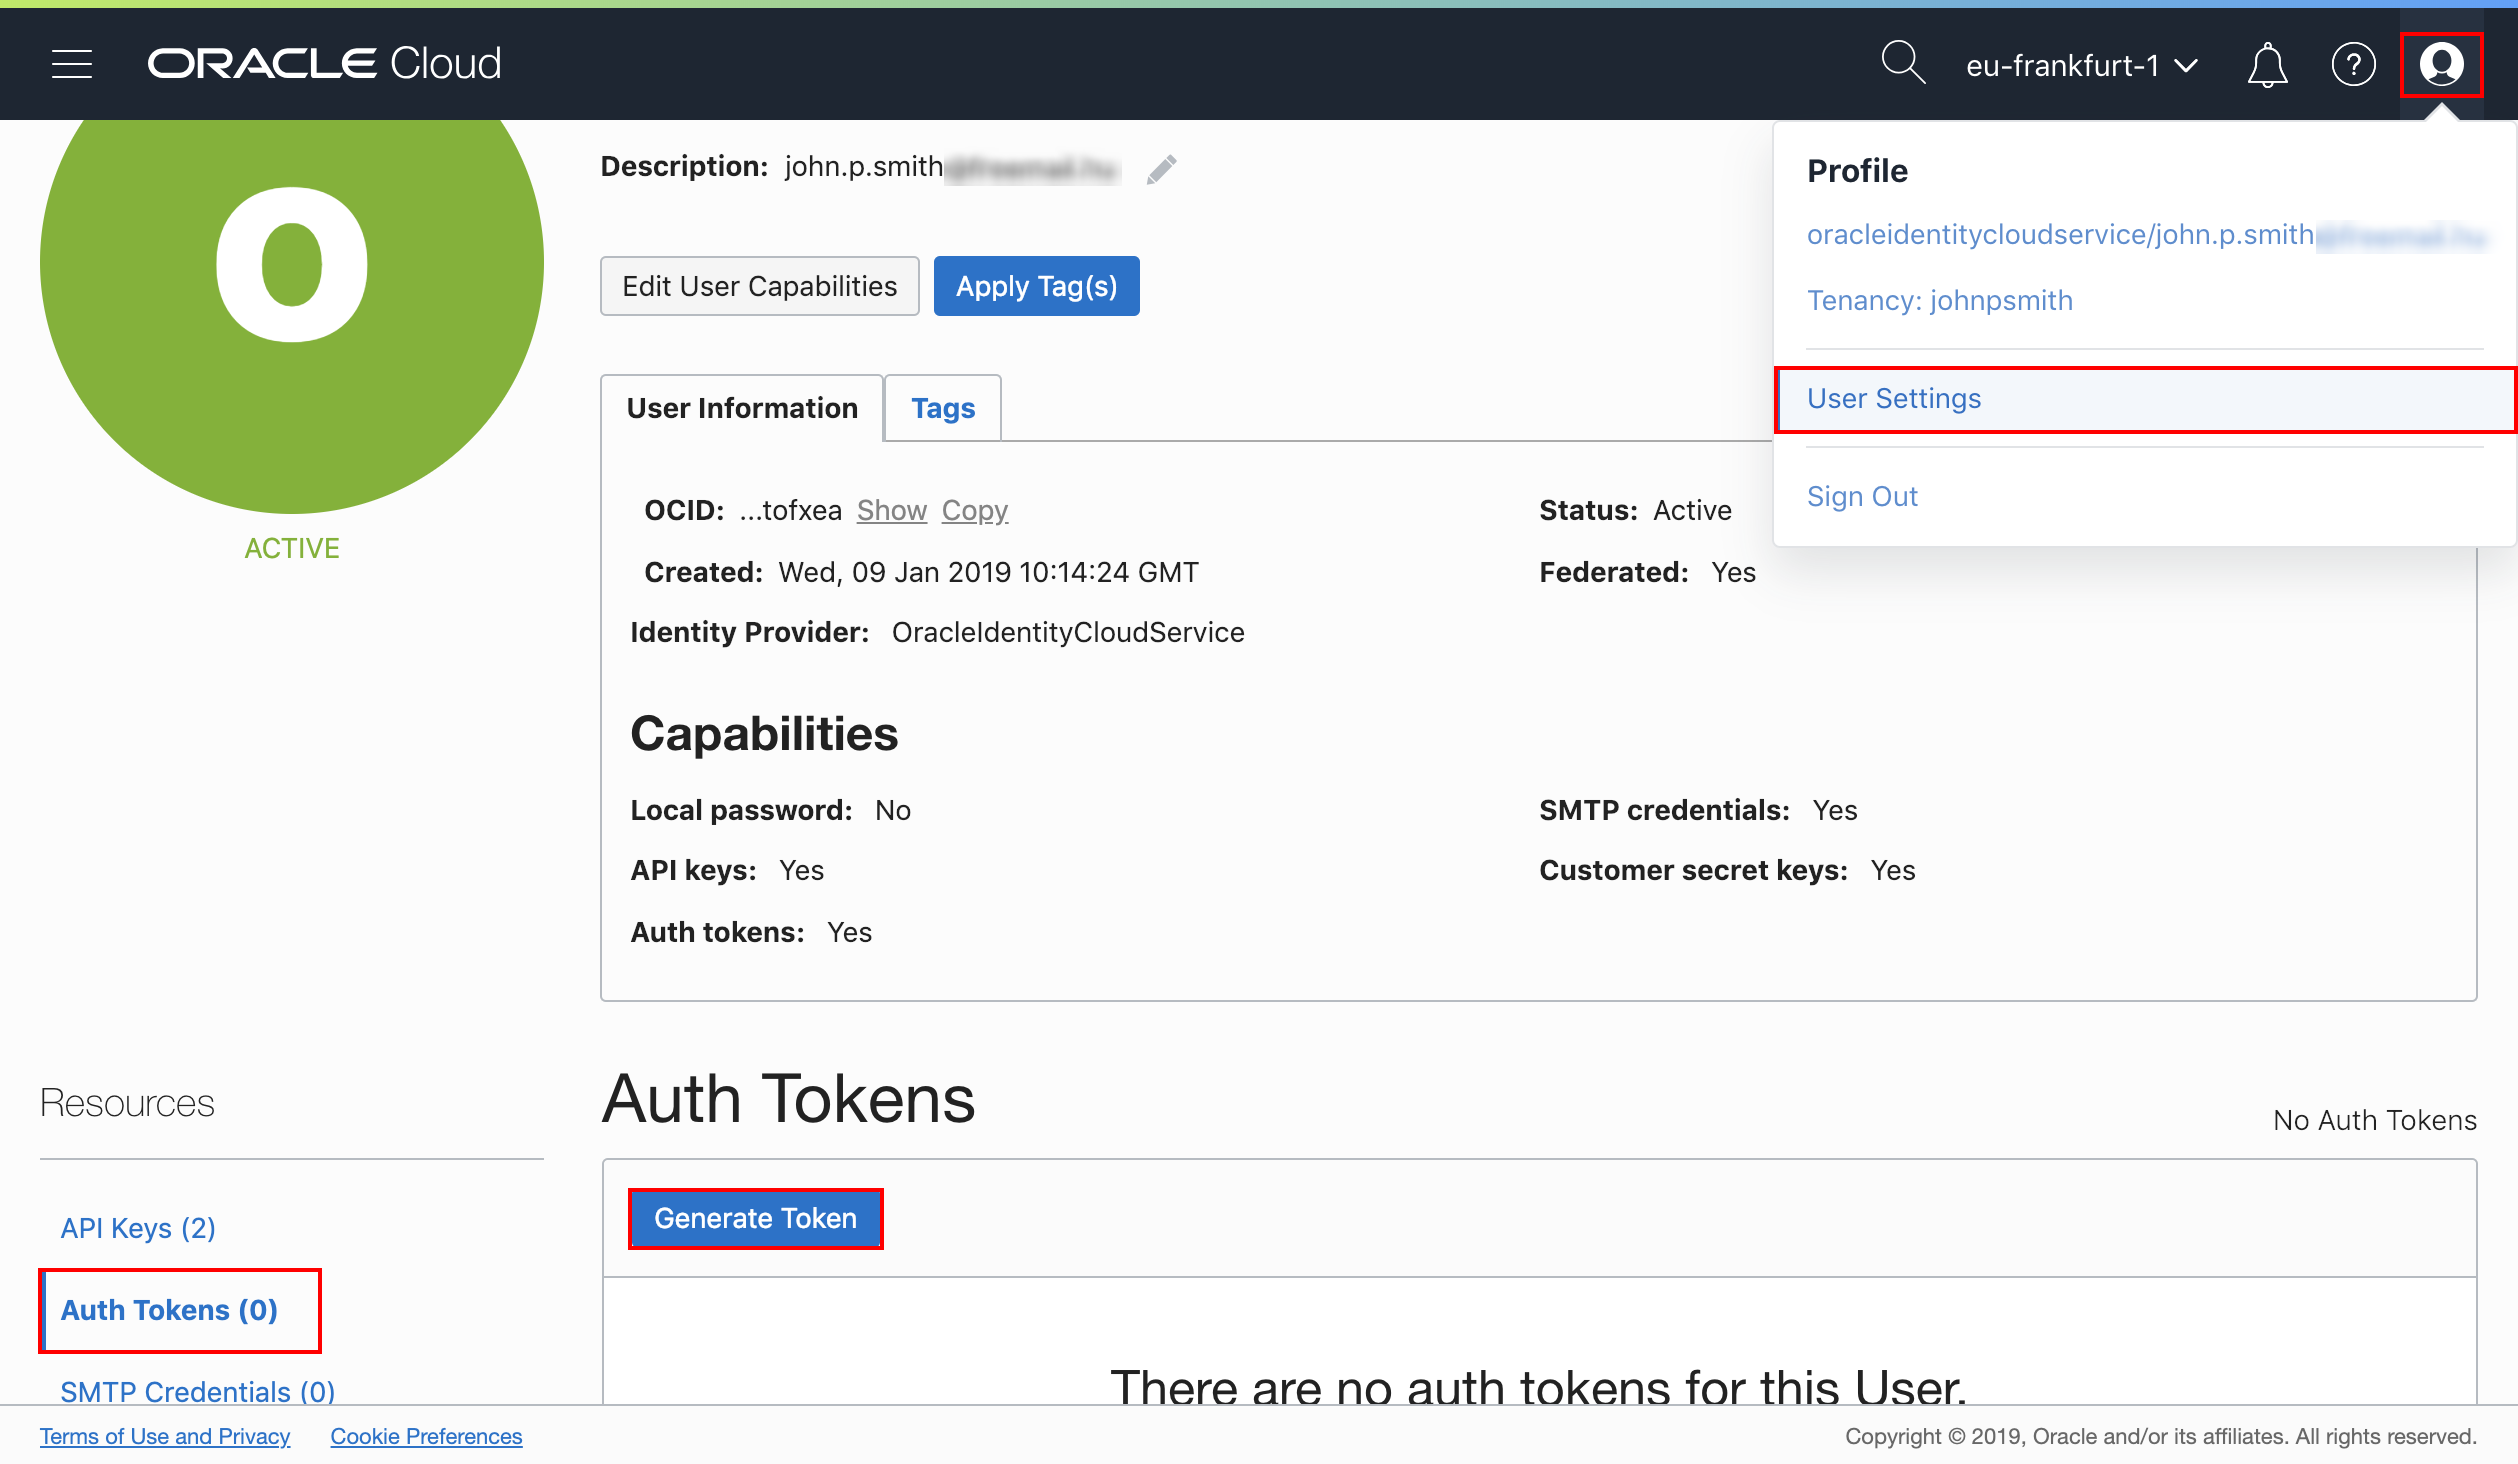 ORACLE Cloud
eu-frankfurt-1
?
O
ACTIVE
Description: john.p.smith
Edit User Capabilities
Apply Tag(s)
Profile
oracleidentitycloudservice/john.p.smith
Tenancy: johnpsmith
User Settings
Sign Out
User Information
Tags
OCID: ...tofxea Show Copy
Status: Active
Created: Wed, 09 Jan 2019 10:14:24 GMT
Federated: Yes
Identity Provider: OracleIdentityCloudService
Capabilities
Local password: No
SMTP credentials: Yes
API keys: Yes
Customer secret keys: Yes
Auth tokens: Yes
Resources
API Keys (2)
Auth Tokens (0)
SMTP Credentials (0)
Auth Tokens
No Auth Tokens
Generate Token
There are no auth tokens for this User.
Terms of Use and Privacy
Cookie Preferences
Copyright © 2019, Oracle and/or its affiliates. All rights reserved.